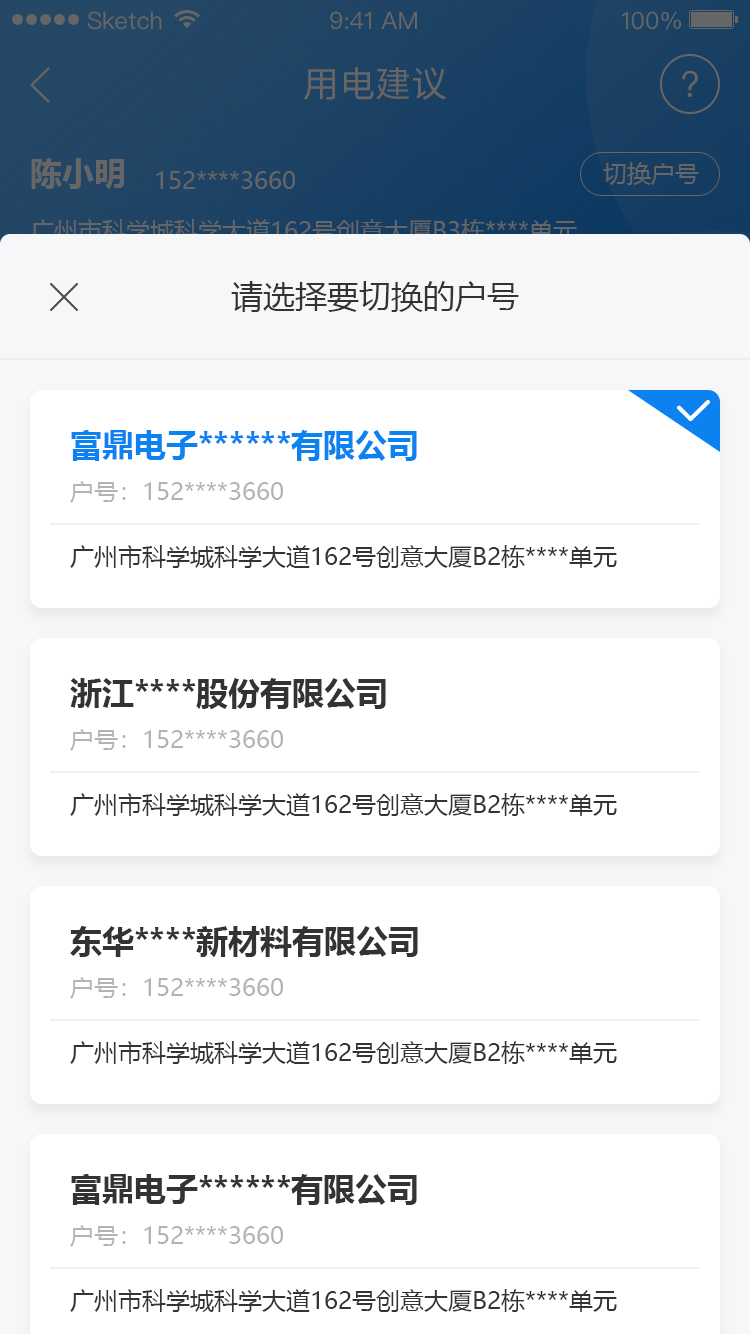 Sketch 9:41 AM 100%
用电建议 ?
陈小明 152****3660 切换户号
广州市科学城科学大道162号创意大厦B3栋****单元
请选择要切换的户号
富鼎电子******有限公司
户号：152****3660
广州市科学城科学大道162号创意大厦B2栋****单元
浙江****股份有限公司
户号：152****3660
广州市科学城科学大道162号创意大厦B2栋****单元
东华****新材料有限公司
户号：152****3660
广州市科学城科学大道162号创意大厦B2栋****单元
富鼎电子******有限公司
户号：152****3660
广州市科学城科学大道162号创意大厦B2栋****单元